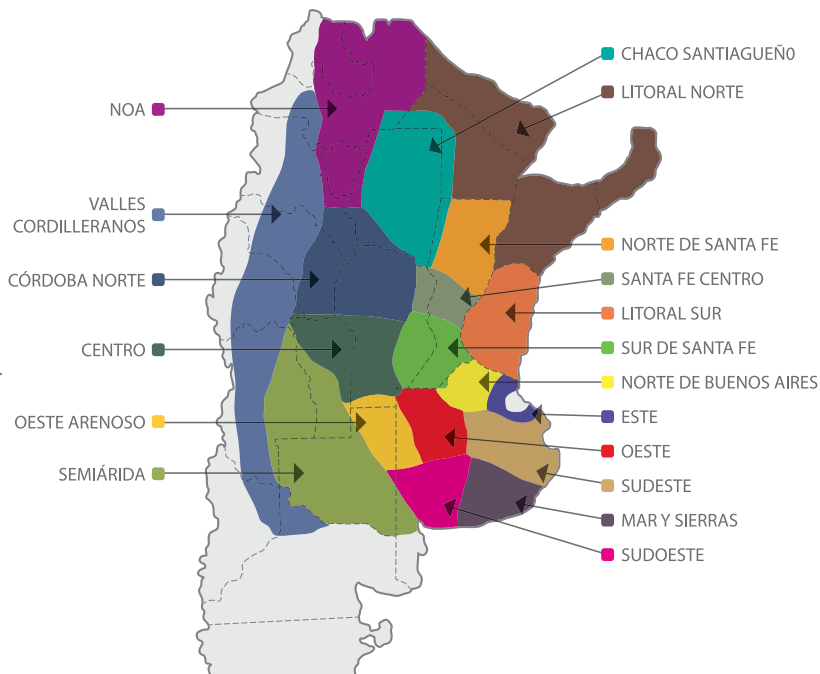 NOA
VALLES
CORDILLERANOS
CÓRDOBA NORTE
CENTRO
OESTE ARENOSO
SEMIÁRIDA
CHACO SANTIAGUEÑ0
LITORAL NORTE
NORTE DE SANTA FE
SANTA FE CENTRO
LITORAL SUR
SUR DE SANTA FE
NORTE DE BUENOS AIRES
ESTE
OESTE
SUDESTE
MAR Y SIERRAS
SUDOESTE